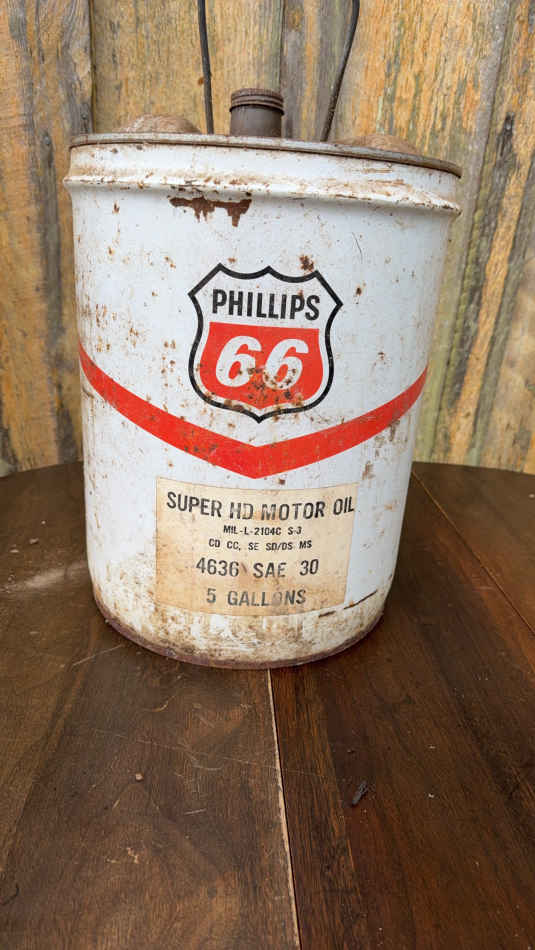 PHILLIPS
66
SUPER HD MOTOR OIL
MIL-L-2104C S-3
CD CC, SE SD/DS MS
4636 SAE 30
5 GALLONS